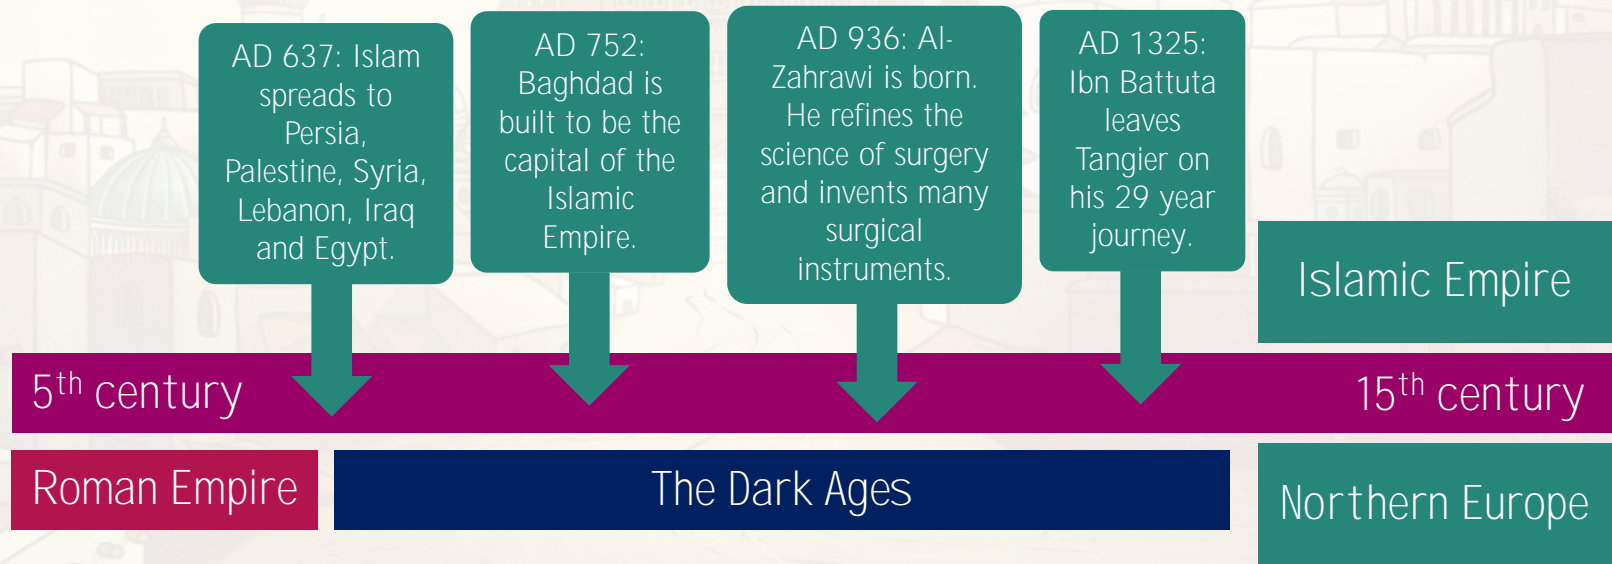 AD 637: Islam
spreads to
Persia,
Palestine, Syria,
Lebanon, Iraq
and Egypt.
AD 752:
Baghdad is
built to be the
capital of the
Islamic
Empire.
AD 936: Al-
Zahrawi is born.
He refines the
science of surgery
and invents many
surgical
instruments.
AD 1325:
Ibn Battuta
leaves
Tangier on
his 29 year
journey.
Islamic Empire
5th century
15th century
Roman Empire
The Dark Ages
Northern Europe